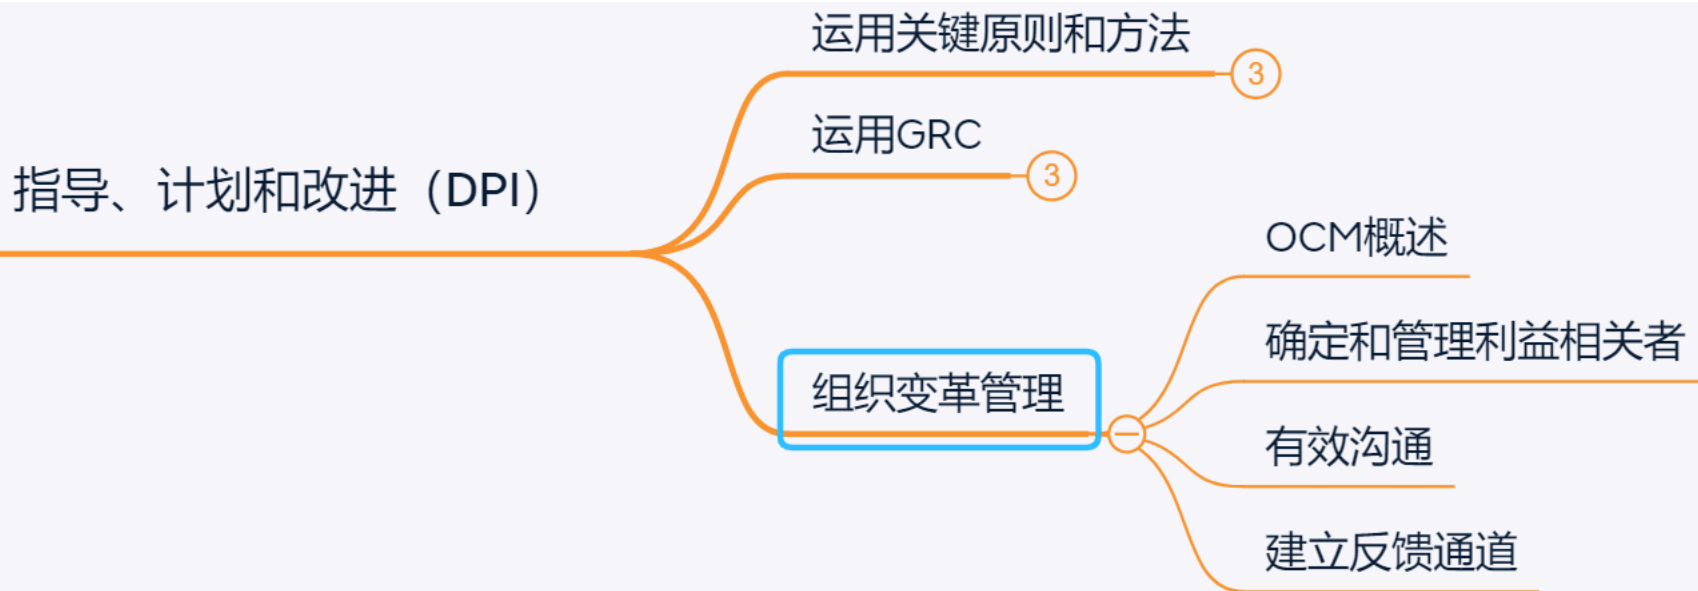 运用关键原则和方法
3
运用GRC
3
指导、计划和改进（DPI）
OCM概述
确定和管理利益相关者
组织变革管理
有效沟通
建立反馈通道